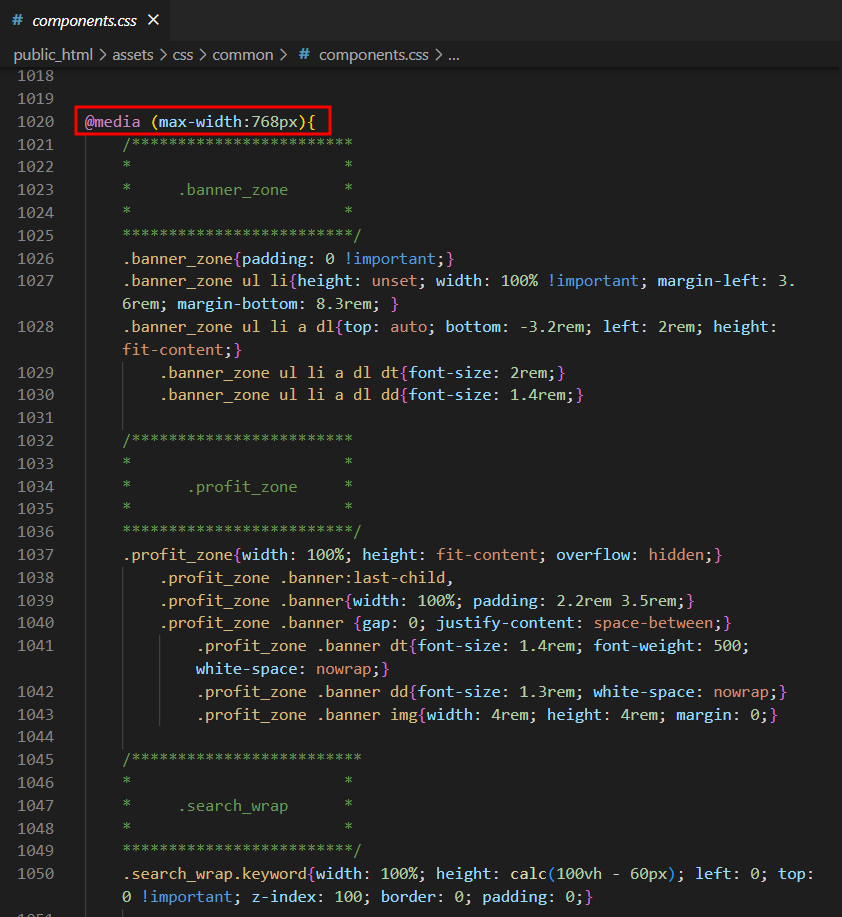 # components.css ×
public_html > assets > css > common > # components.css > ...
1018
1019
1020 @media (max-width:768px){
1021 /************************
1022 * *
1023 * .banner_zone *
1024 * *
1025 *************************/
1026 .banner_zone{padding: 0 !important;}
1027 .banner_zone ul li{height: unset; width: 100% !important; margin-left: 3.
6rem; margin-bottom: 8.3rem; }
1028 .banner_zone ul li a dl{top: auto; bottom: -3.2rem; left: 2rem; height:
fit-content;}
1029 .banner_zone ul li a dl dt{font-size: 2rem;}
1030 .banner_zone ul li a dl dd{font-size: 1.4rem;}
1031
1032 /************************
1033 * *
1034 * .profit_zone *
1035 * *
1036 *************************/
1037 .profit_zone{width: 100%; height: fit-content; overflow: hidden;}
1038 .profit_zone .banner:last-child,
1039 .profit_zone .banner{width: 100%; padding: 2.2rem 3.5rem;}
1040 .profit_zone .banner {gap: 0; justify-content: space-between;}
1041 .profit_zone .banner dt{font-size: 1.4rem; font-weight: 500;
white-space: nowrap;}
1042 .profit_zone .banner dd{font-size: 1.3rem; white-space: nowrap;}
1043 .profit_zone .banner img{width: 4rem; height: 4rem; margin: 0;}
1044
1045 /*************************
1046 * *
1047 * .search_wrap *
1048 * *
1049 *************************/
1050 .search_wrap.keyword{width: 100%; height: calc(100vh - 60px); left: 0; top:
0 !important; z-index: 100; border: 0; padding: 0;}
1051